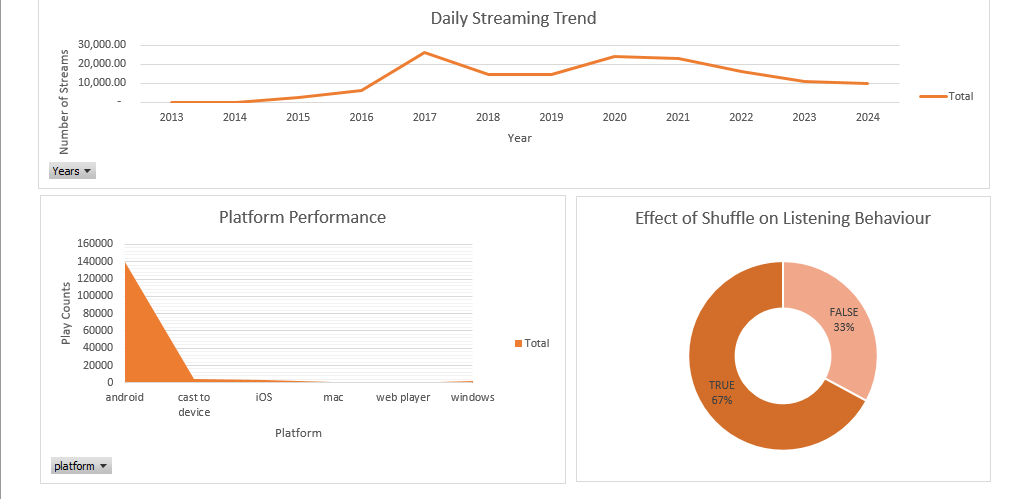 Daily Streaming Trend
30,000.00
20,000.00
10,000.00
-
Number of Streams
2013 2014 2015 2016 2017 2018 2019 2020 2021 2022 2023 2024
Year
Total
Years
Platform Performance
160000
140000
120000
100000
80000
60000
40000
20000
0
Play Counts
android cast to device iOS mac web player windows
Platform
Total
platform
Effect of Shuffle on Listening Behaviour
FALSE
33%
TRUE
67%